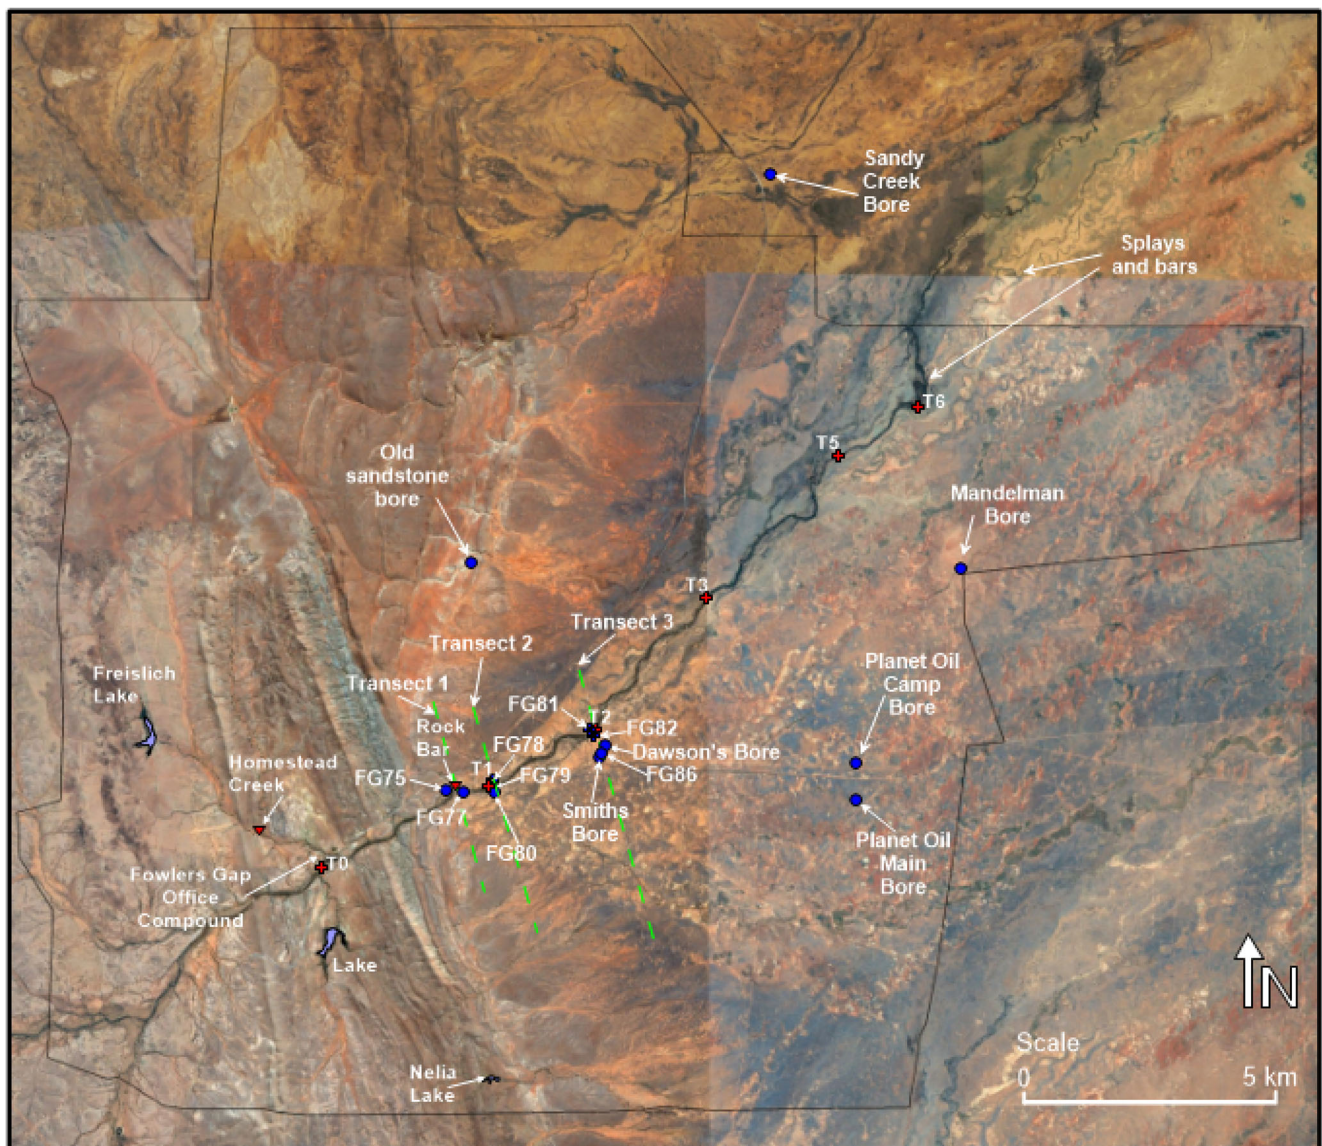 Sandy
Creek
Bore
Splays
and bars
T6
T5
Old
sandstone
bore
Mandelman
Bore
T3
Transect 3
Transect 2
Planet Oil
Camp
Bore
Freislich
Lake
Transect 1
FG81
T2
FG82
Rock
Bar
FG78
Dawson's Bore
Homestead
Creek
T1
FG75
FG79
FG86
Smiths
Bore
FG77
Planet Oil
Main
Bore
FG80
T0
Fowlers Gap
Office
Compound
Lake
N
Scale
0
5 km
Nelia
Lake